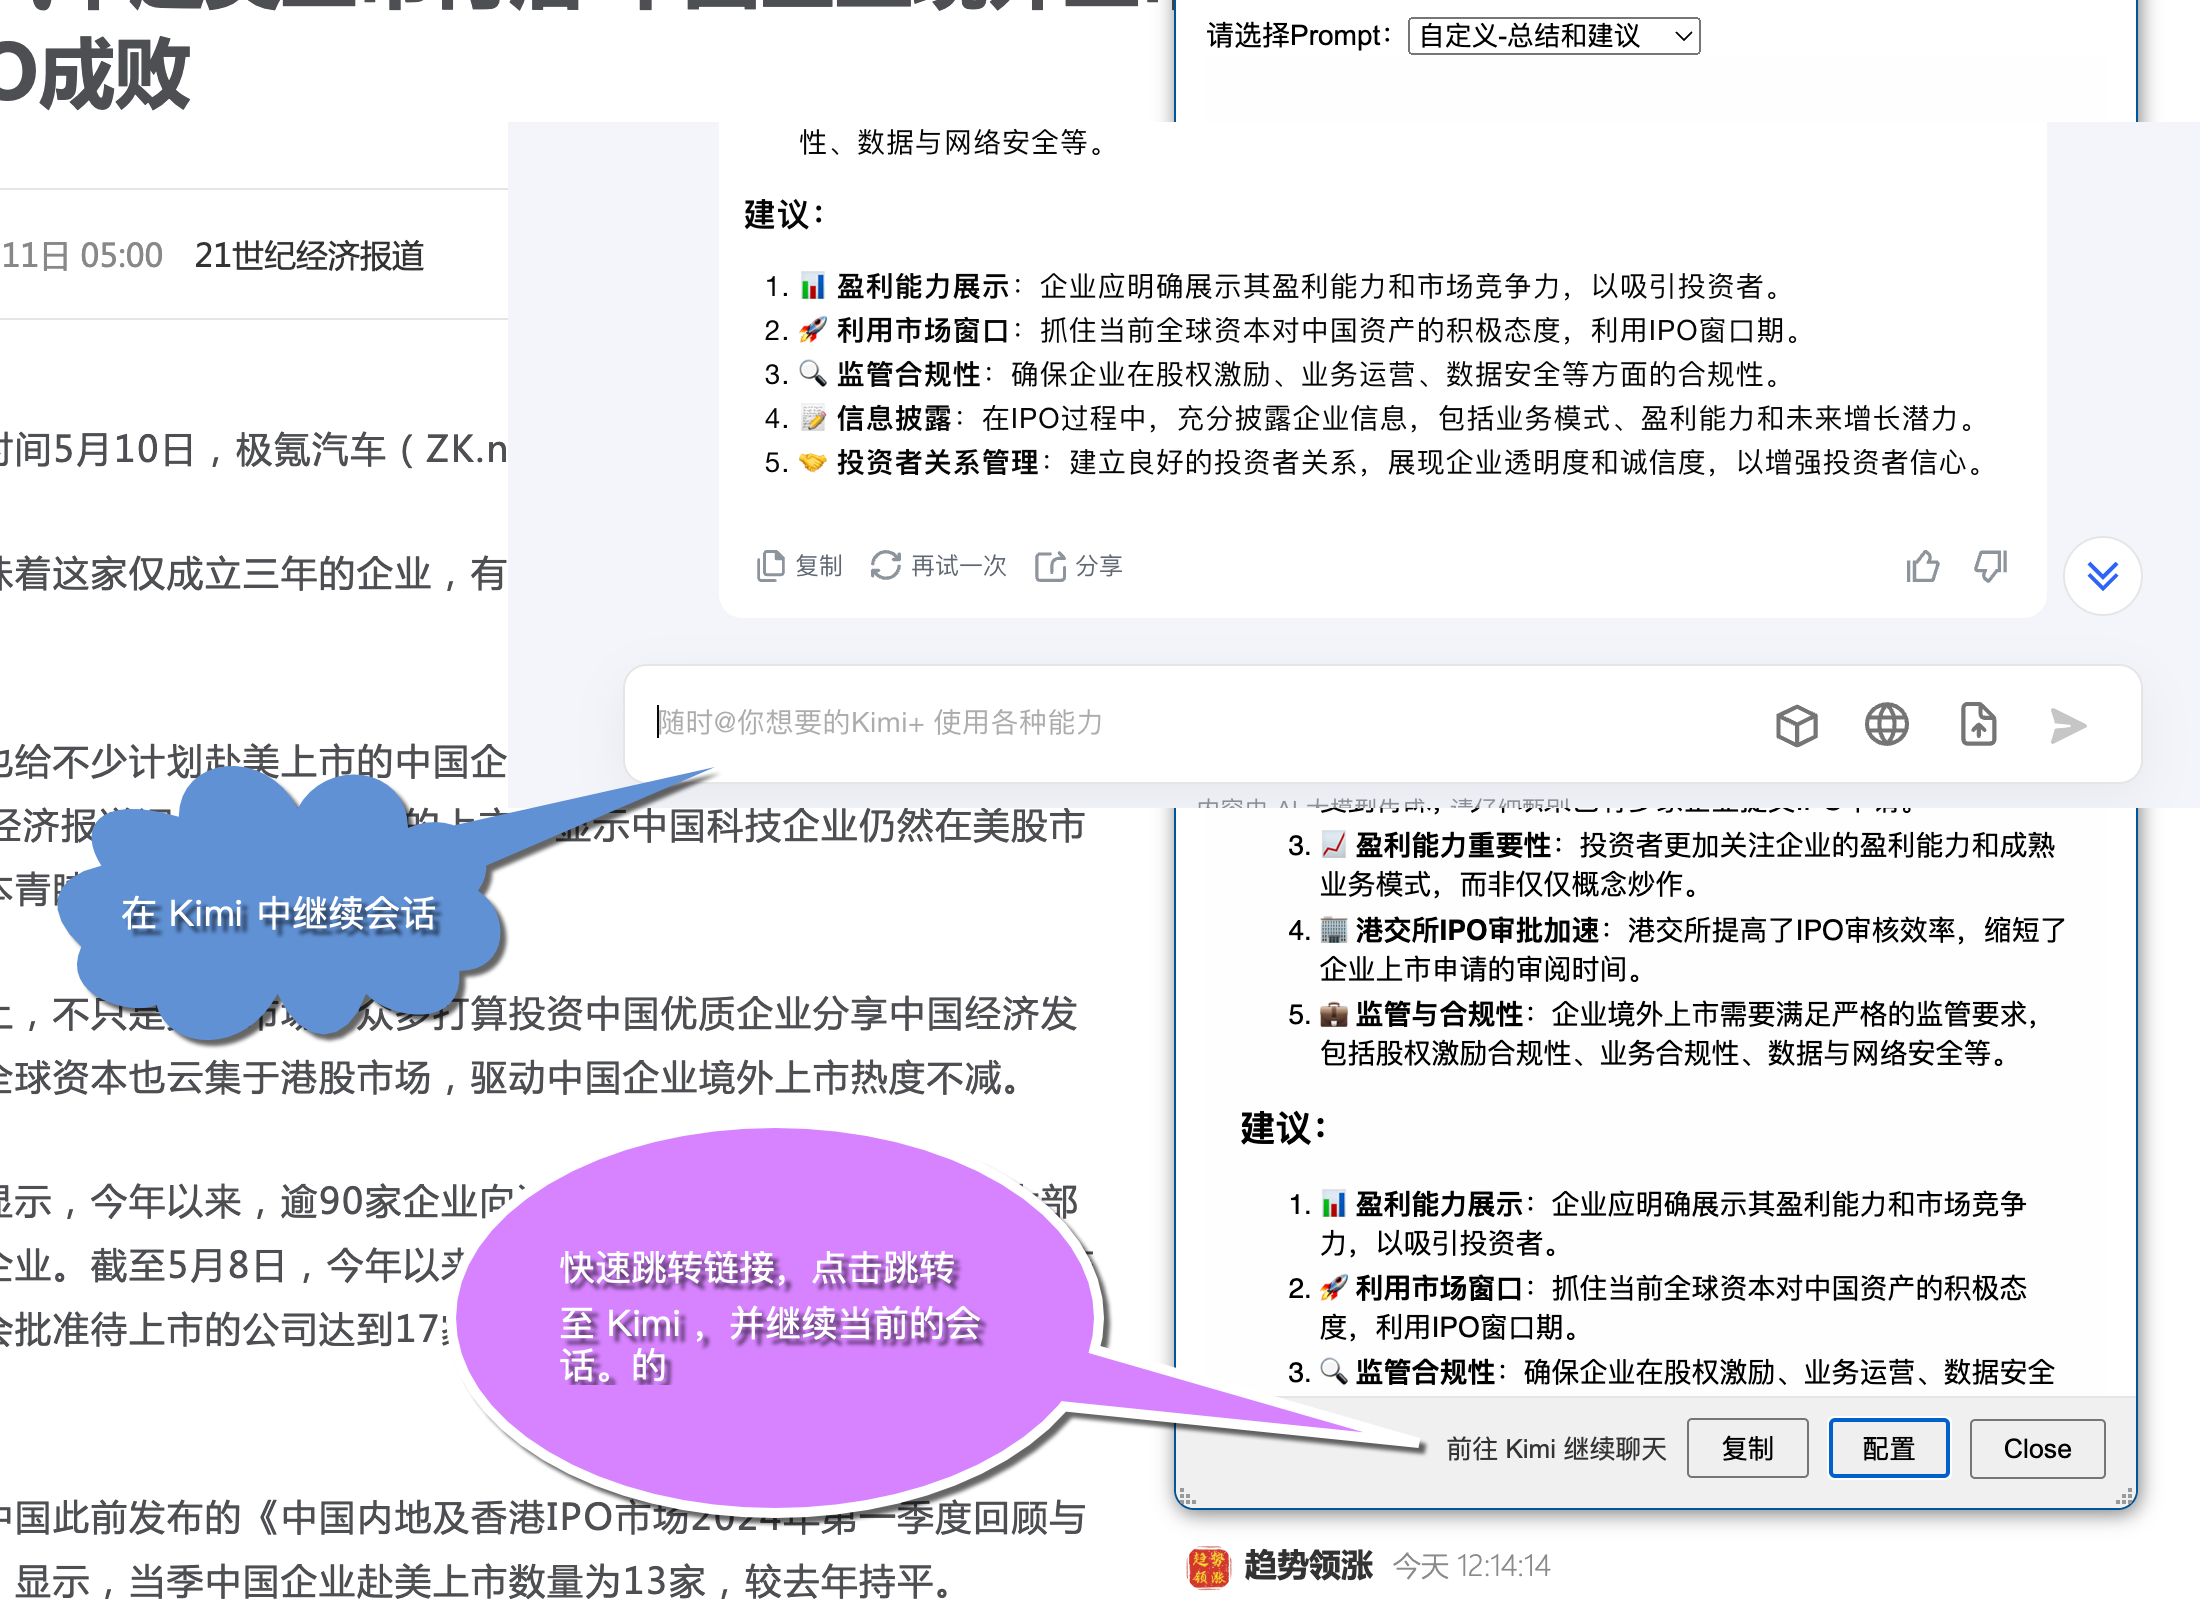 O成败
11日 05:00 21世纪经济报道
时间5月10日，极氪汽车（ZK.n
味着这家仅成立三年的企业，有
也给不少计划赴美上市的中国企
经济报
显示中国科技企业仍然在美股市
本青
在 Kimi 中继续会话
上，不只是
众多打算投资中国优质企业分享中国经济发
全球资本也云集于港股市场，驱动中国企业境外上市热度不减。
显示，今年以来，逾90家企业向
部
企业。截至5月8日，今年以来
会批准待上市的公司达到17家
快速跳转链接，点击跳转
至 Kimi ，并继续当前的会
话。的
中国此前发布的《中国内地及香港IPO市场2024年第一季度回顾与
显示，当季中国企业赴美上市数量为13家，较去年持平。
请选择Prompt： 自定义-总结和建议
性、数据与网络安全等。
建议：
1. 📊 盈利能力展示：企业应明确展示其盈利能力和市场竞争力，以吸引投资者。
2. 🚀 利用市场窗口：抓住当前全球资本对中国资产的积极态度，利用IPO窗口期。
3. 🔍 监管合规性：确保企业在股权激励、业务运营、数据安全等方面的合规性。
4. 📝 信息披露：在IPO过程中，充分披露企业信息，包括业务模式、盈利能力和未来增长潜力。
5. 🤝 投资者关系管理：建立良好的投资者关系，展现企业透明度和诚信度，以增强投资者信心。
复制 再试一次 分享
随时@你想要的Kimi+ 使用各种能力
3. 📈 盈利能力重要性：投资者更加关注企业的盈利能力和成熟
业务模式，而非仅仅概念炒作。
4. 🏢 港交所IPO审批加速：港交所提高了IPO审核效率，缩短了
企业上市申请的审阅时间。
5. 💼 监管与合规性：企业境外上市需要满足严格的监管要求，
包括股权激励合规性、业务合规性、数据与网络安全等。
建议：
1. 📊 盈利能力展示：企业应明确展示其盈利能力和市场竞争
力，以吸引投资者。
2. 🚀 利用市场窗口：抓住当前全球资本对中国资产的积极态
度，利用IPO窗口期。
3. 🔍 监管合规性：确保企业在股权激励、业务运营、数据安全
前往 Kimi 继续聊天 复制 配置 Close
趋势领涨 趋势领涨 今天 12:14:14